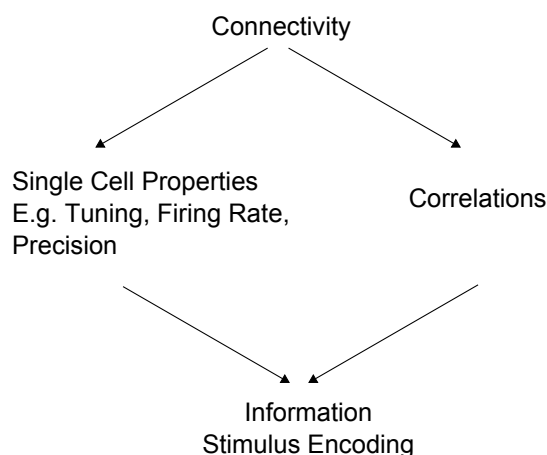 Connectivity
Single Cell Properties
E.g. Tuning, Firing Rate,
Precision
Correlations
Information
Stimulus Encoding